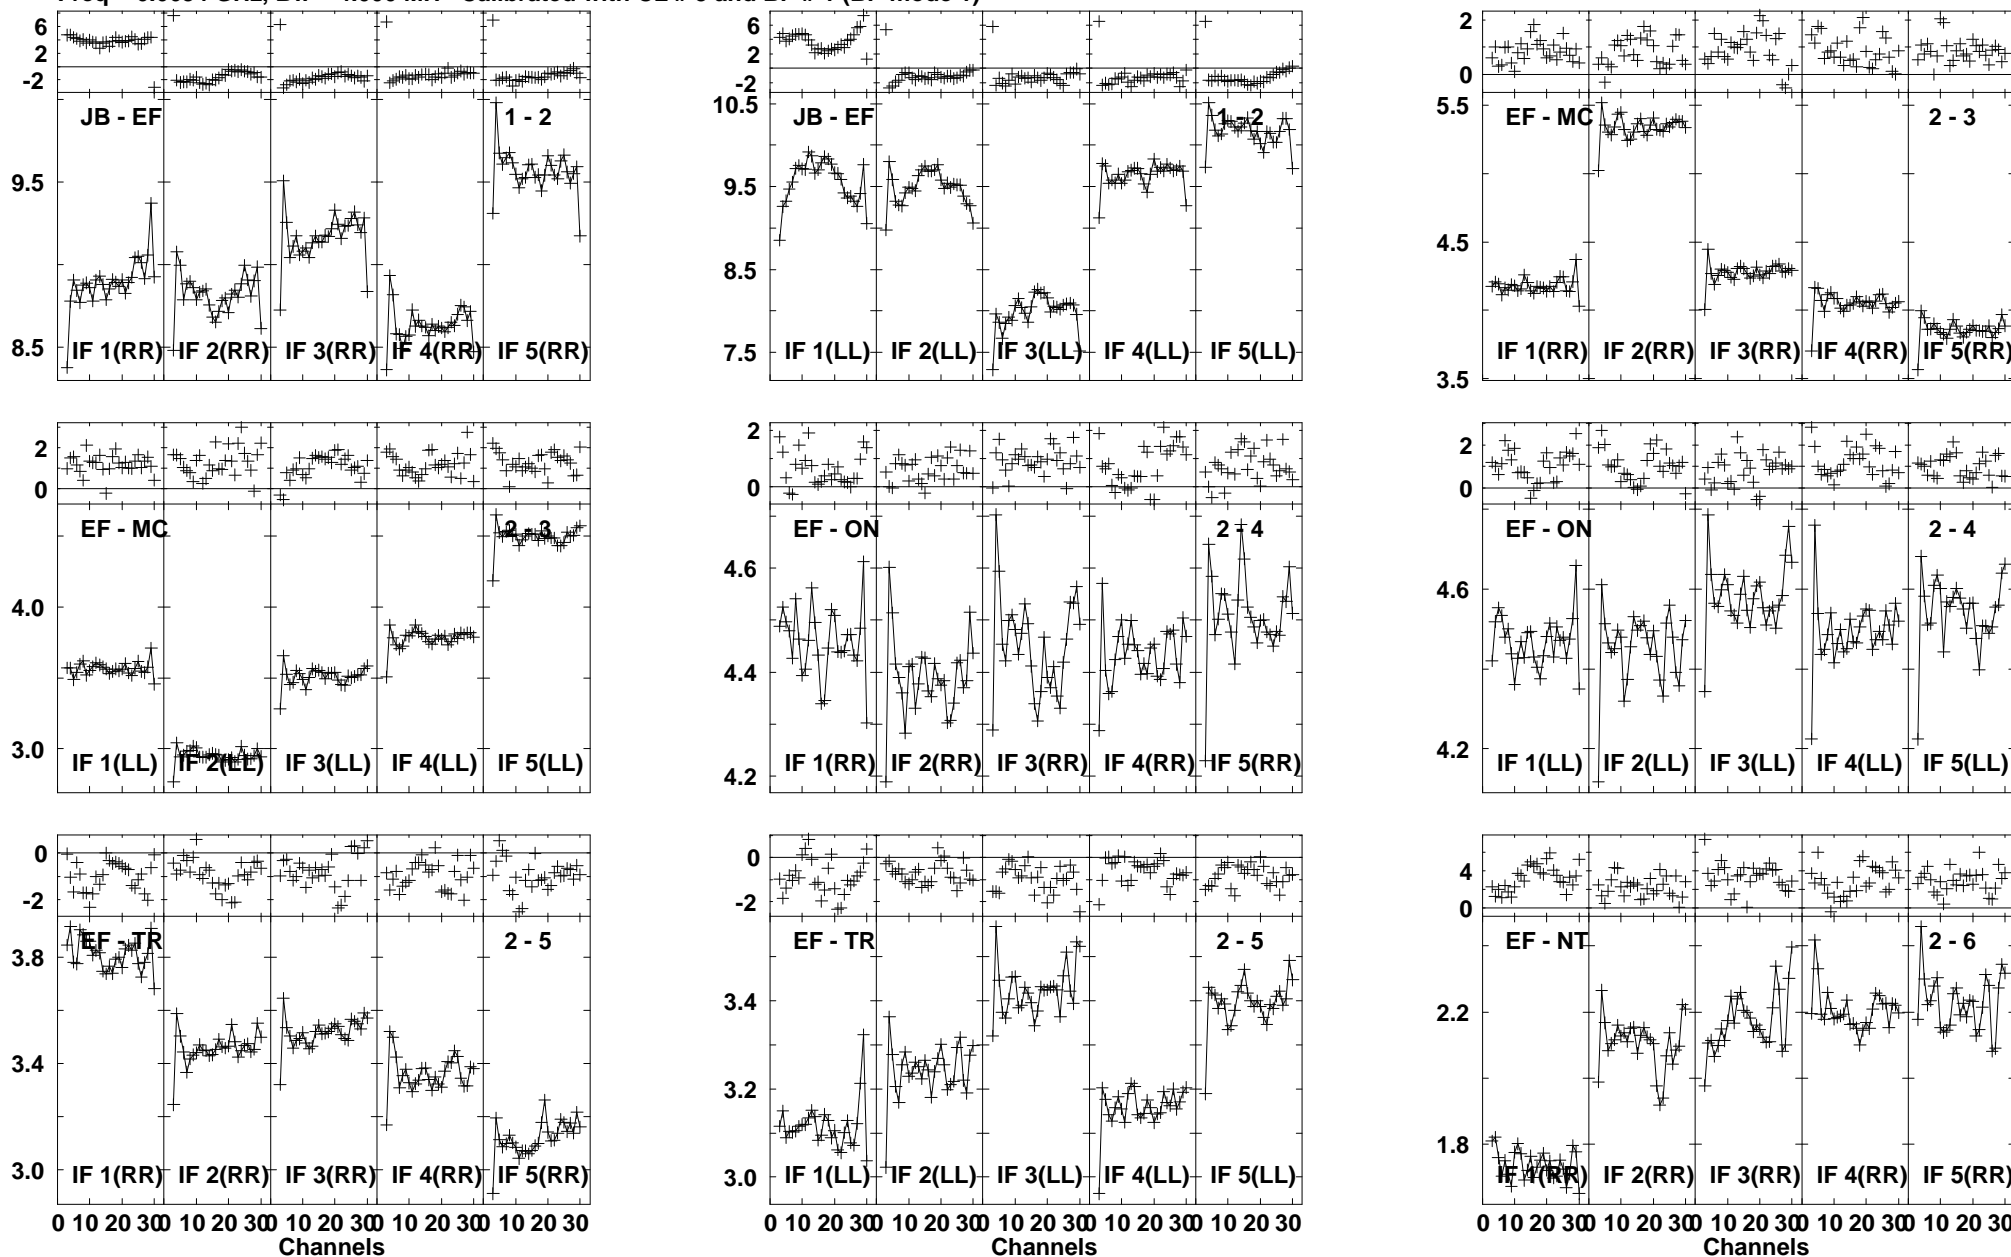 6
2
-2
JB - EF
1 - 2
9.5
8.5
IF 1(RR) IF 2(RR) IF 3(RR) IF 4(RR) IF 5(RR)
6
2
-2
10.5
JB - EF
1 - 2
9.5
8.5
7.5
IF 1(LL) IF 2(LL) IF 3(LL) IF 4(LL) IF 5(LL)
2
0
5.5
EF - MC
2 - 3
4.5
3.5
IF 1(RR) IF 2(RR) IF 3(RR) IF 4(RR) IF 5(RR)
2
0
EF - MC
2 - 3
4.0
3.0
IF 1(LL) IF 2(LL) IF 3(LL) IF 4(LL) IF 5(LL)
2
0
EF - ON
2 - 4
4.6
4.4
4.2
IF 1(RR) IF 2(RR) IF 3(RR) IF 4(RR) IF 5(RR)
2
0
EF - ON
2 - 4
4.6
4.2
IF 1(LL) IF 2(LL) IF 3(LL) IF 4(LL) IF 5(LL)
0
-2
EF - TR
2 - 5
3.8
3.4
3.0
IF 1(RR) IF 2(RR) IF 3(RR) IF 4(RR) IF 5(RR)
0 10 20 30 0 10 20 30 0 10 20 30 0 10 20 30 0 10 20 30
Channels
0
-2
EF - TR
2 - 5
3.4
3.2
3.0
IF 1(LL) IF 2(LL) IF 3(LL) IF 4(LL) IF 5(LL)
0 10 20 30 0 10 20 30 0 10 20 30 0 10 20 30 0 10 20 30
Channels
4
0
EF - NT
2 - 6
2.2
1.8
IF 1(RR) IF 2(RR) IF 3(RR) IF 4(RR) IF 5(RR)
0 10 20 30 0 10 20 30 0 10 20 30 0 10 20 30 0 10 20 30
Channels